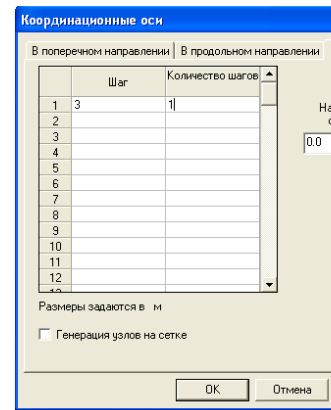 Координационные оси
В поперечном направлении В продольном направлении
Шаг Количество шагов
1 3 1
2
3
4
5
6
7
8
9
10
11
12
0.0
Размеры задаются в м
Генерация узлов на сетке
OK Отмена